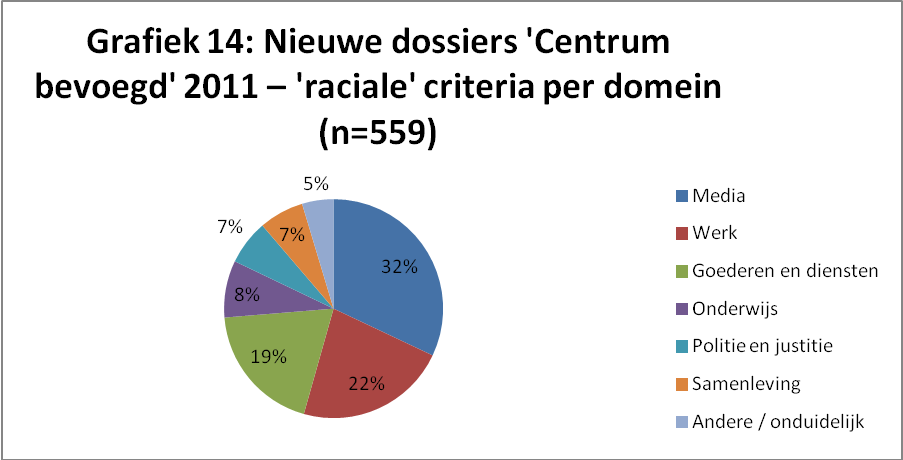 Grafiek 14: Nieuwe dossiers 'Centrum
bevoegd' 2011 – 'raciale' criteria per domein
(n=559)
5%
7%
7%
32%
8%
19%
22%
Media
Werk
Goederen en diensten
Onderwijs
Politie en justitie
Samenleving
Andere / onduidelijk